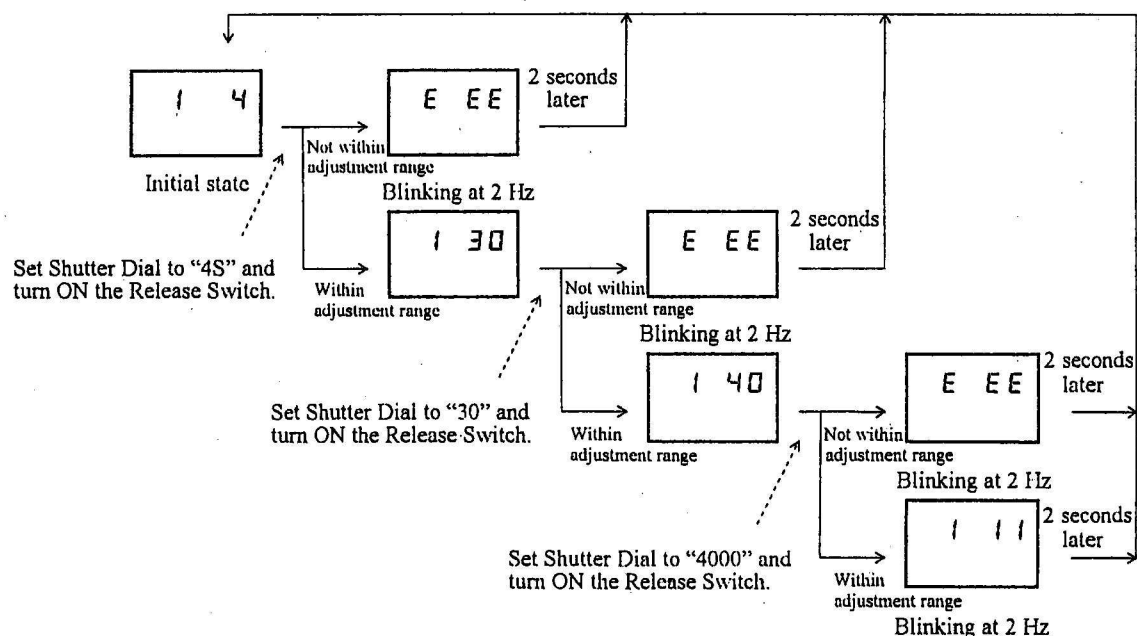 1 4
Initial state
E EE
2 seconds
later
Not within
adjustment range
Blinking at 2 Hz
Set Shutter Dial to “4S” and
turn ON the Release Switch.
1 30
Within
adjustment range
E EE
2 seconds
later
Not within
adjustment range
Blinking at 2 Hz
Set Shutter Dial to “30” and
turn ON the Release Switch.
1 40
Within
adjustment range
E EE
2 seconds
later
Not within
adjustment range
Blinking at 2 Hz
Set Shutter Dial to “4000” and
turn ON the Release Switch.
1 11
2 seconds
later
Within
adjustment range
Blinking at 2 Hz